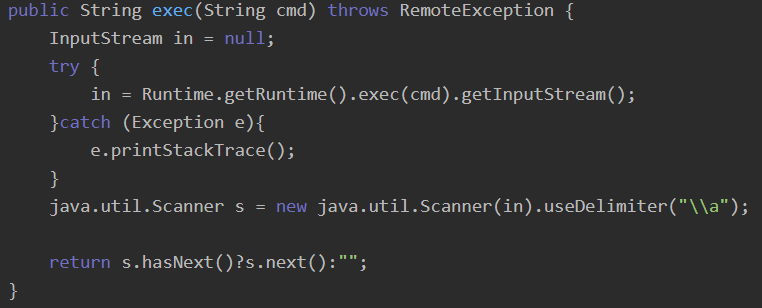 public String exec(String cmd) throws RemoteException {
InputStream in = null;
try {
in = Runtime.getRuntime().exec(cmd).getInputStream();
}catch (Exception e){
e.printStackTrace();
}
java.util.Scanner s = new java.util.Scanner(in).useDelimiter("\\a");
return s.hasNext()?s.next():"";
}